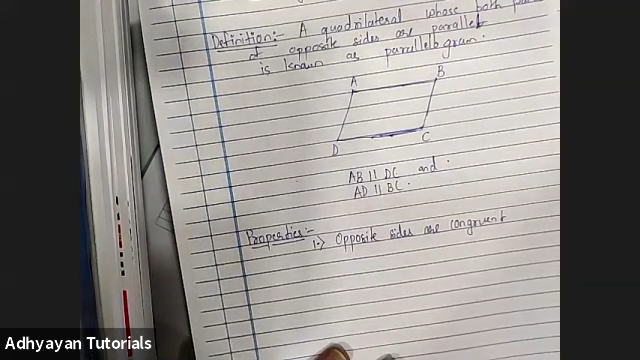 Definition:- A quadrilateral whose both
of opposite sides are parallel
is known as parallelogram.
A
B
D
C
AB || DC and
AD || BC.
Properties:-
1:-> Opposite sides are congruent
Adhyayan Tutorials